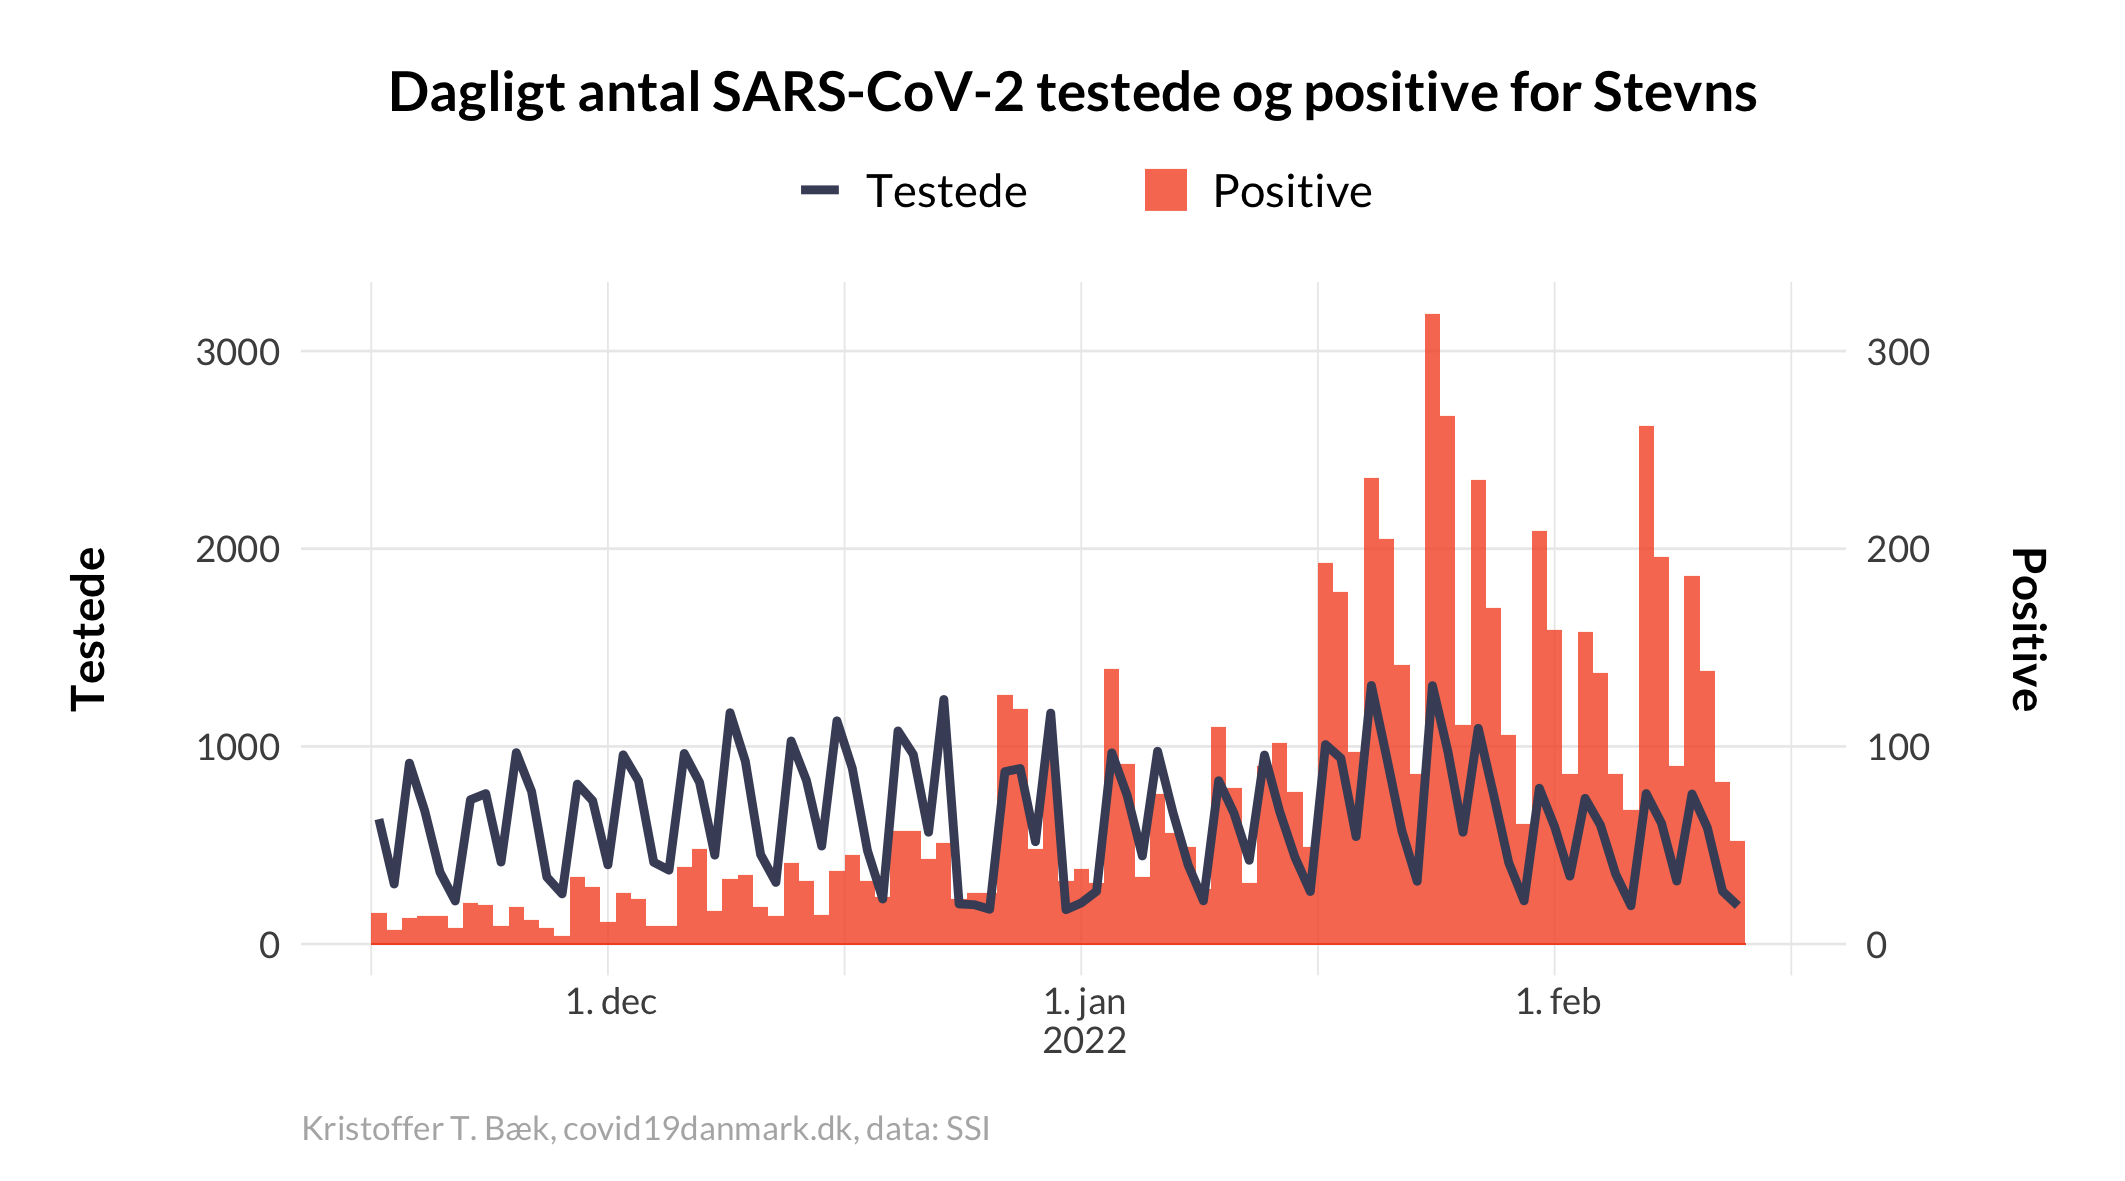 Dagligt antal SARS-CoV-2 testede og positive for Stevns
Testede
Positive
3000
2000
1000
0
300
200
100
0
Testede
Positive
1. dec
1. jan
2022
1. feb
Kristoffer T. Bæk, covid19danmark.dk, data: SSI